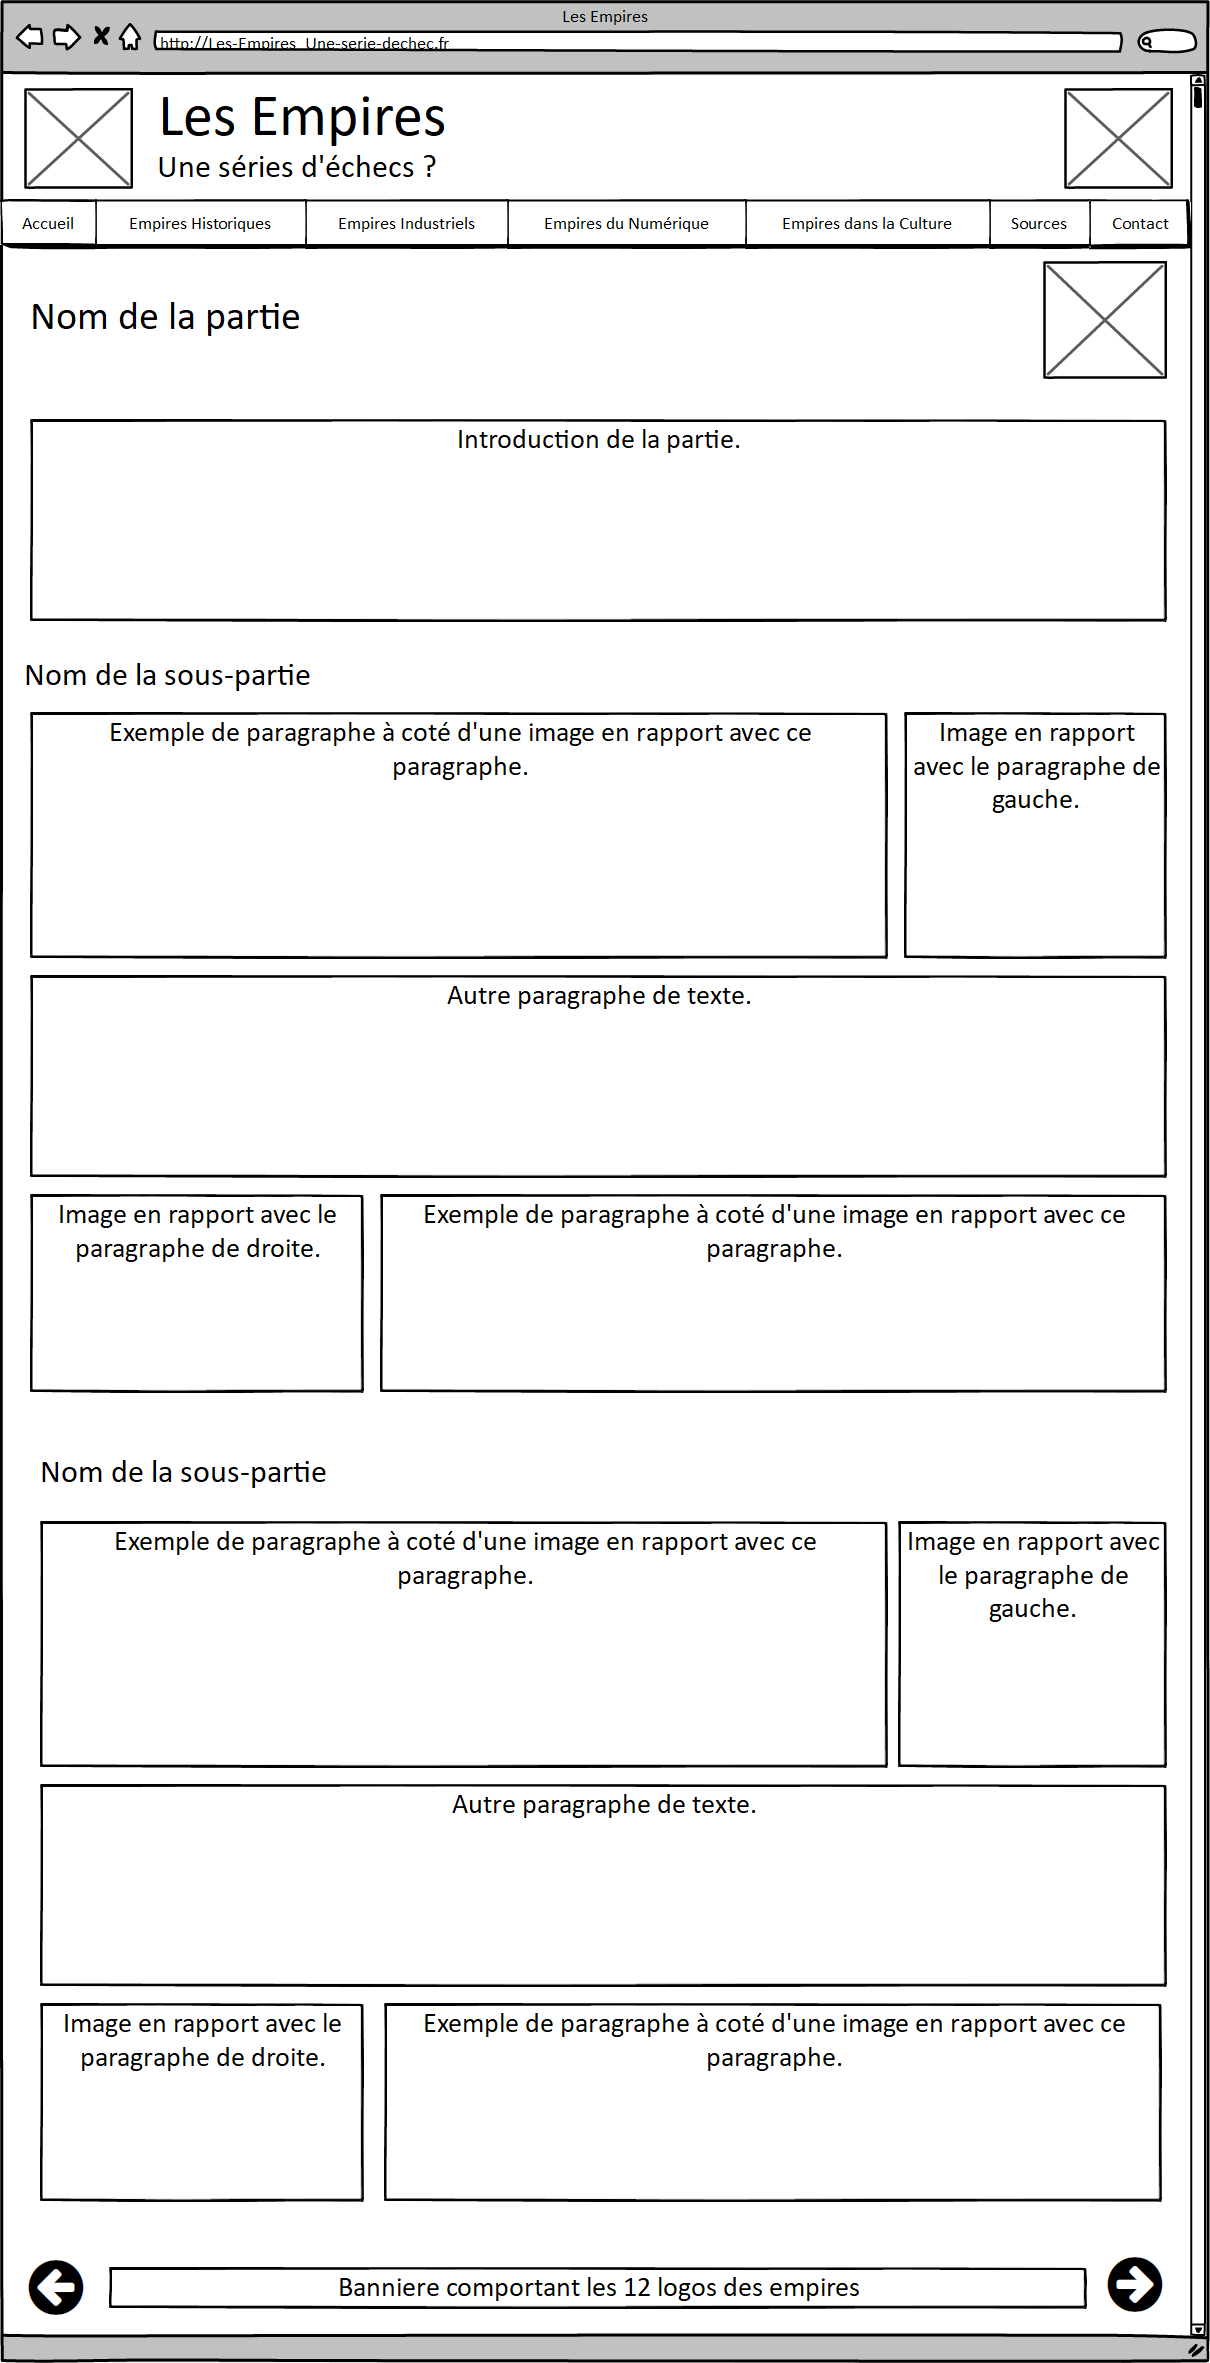 Les Empires
http://Les-Empires_Une-serie-dechec.fr
Les Empires
Une séries d'échecs ?
Accueil
Empires Historiques
Empires Industriels
Empires du Numérique
Empires dans la Culture
Sources
Contact
Nom de la partie
Introduction de la partie.
Nom de la sous-partie
Exemple de paragraphe à coté d'une image en rapport avec ce
paragraphe.
Image en rapport
avec le paragraphe de
gauche.
Autre paragraphe de texte.
Image en rapport avec le
paragraphe de droite.
Exemple de paragraphe à coté d'une image en rapport avec ce
paragraphe.
Nom de la sous-partie
Exemple de paragraphe à coté d'une image en rapport avec ce
paragraphe.
Image en rapport avec
le paragraphe de
gauche.
Autre paragraphe de texte.
Image en rapport avec le
paragraphe de droite.
Exemple de paragraphe à coté d'une image en rapport avec ce
paragraphe.
Banniere comportant les 12 logos des empires